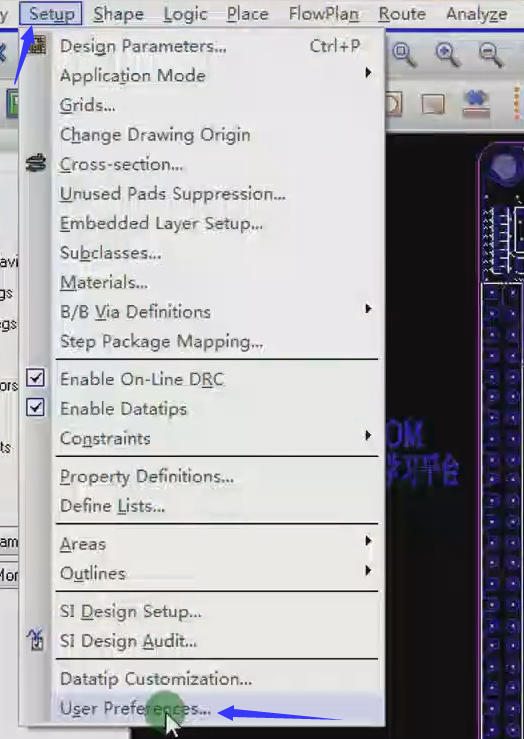 y Setup Shape Logic Place FlowPlan Route Analyze
Design Parameters... Ctrl+P
Application Mode
Grids...
Change Drawing Origin
Cross-section...
Unused Pads Suppression...
Embedded Layer Setup...
Subclasses...
avi
Materials...
gs
B/B Via Definitions
egs
Step Package Mapping...
Enable On-Line DRC
ors
Enable Datatips
Constraints
OM
ts
学习平台
Property Definitions...
Define Lists...
Areas
am
Outlines
Mor
SI Design Setup...
SI Design Audit...
Datatip Customization...
User Preferences...